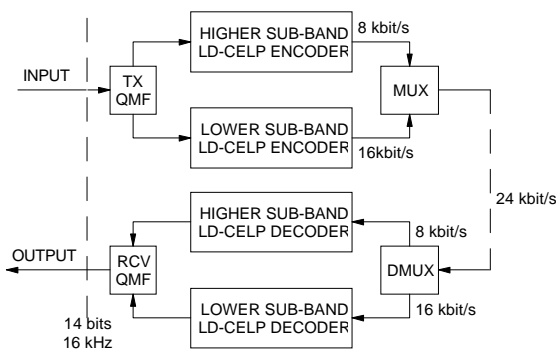 HIGHER SUB-BAND
LD-CELP ENCODER
8 kbit/s
INPUT
TX
QMF
MUX
LOWER SUB-BAND
LD-CELP ENCODER
16kbit/s
24 kbit/s
HIGHER SUB-BAND
LD-CELP DECODER
8 kbit/s
OUTPUT
RCV
QMF
DMUX
LOWER SUB-BAND
LD-CELP DECODER
16 kbit/s
14 bits
16 kHz